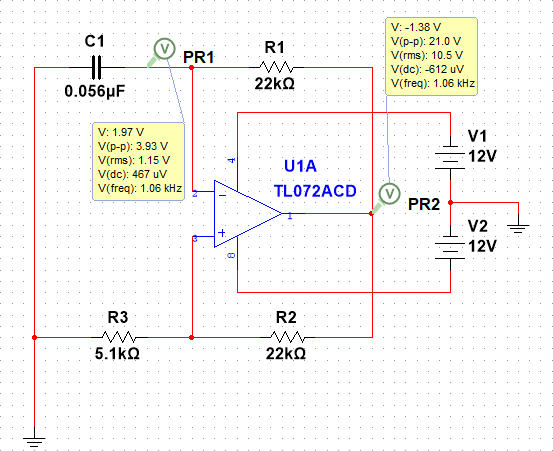 C1
0.056µF
V
PR1
R1
22kΩ
V: -1.38 V
V(p-p): 21.0 V
V(rms): 10.5 V
V(dc): -612 uV
V(freq): 1.06 kHz
V: 1.97 V
V(p-p): 3.93 V
V(rms): 1.15 V
V(dc): 467 uV
V(freq): 1.06 kHz
U1A
TL072ACD
4
2
3
8
1
V
PR2
V1
12V
V2
12V
R3
5.1kΩ
R2
22kΩ